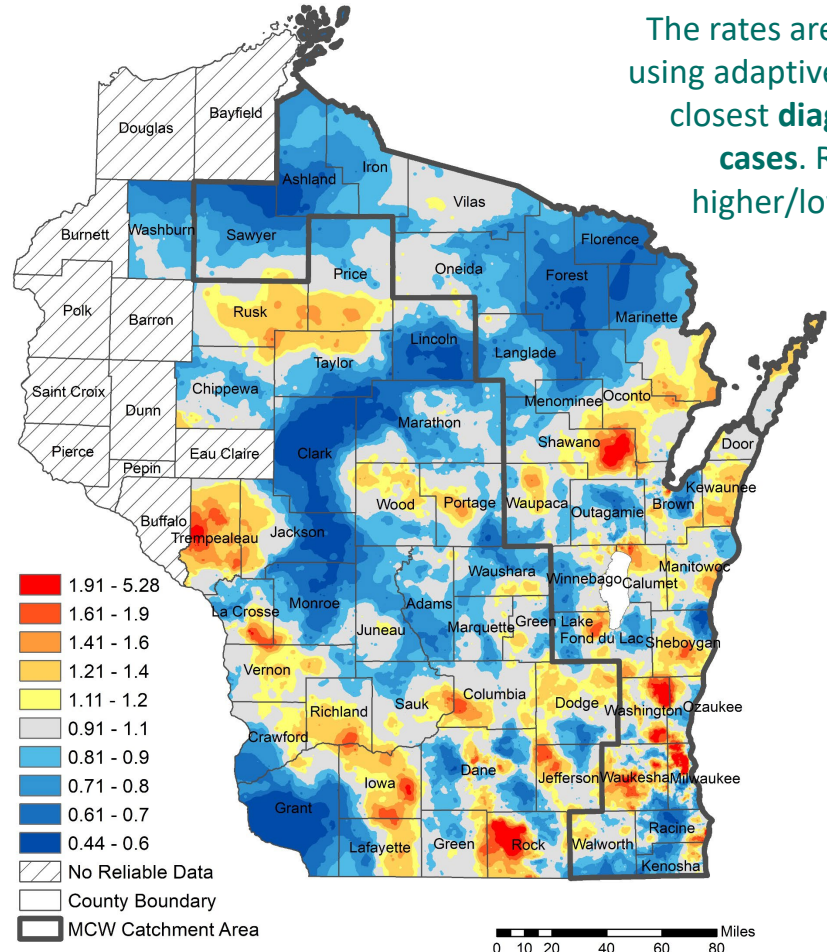 The rates are
using adaptive
closest diag
cases. R
higher/lo
Bayfield
Douglas
Iron
Ashland
Vilas
Burnett
Washburn
Sawyer
Florence
Price
Oneida
Forest
Polk
Barron
Rusk
Marinette
Lincoln
Taylor
Langlade
Saint Croix
Chippewa
Menominee
Oconto
Dunn
Marathon
Shawano
Pierce
Eau Claire
Clark
Door
Pepin
Kewaunee
Wood
Portage
Waupaca
Outagamie
Brown
Buffalo
Trempealeau
Jackson
Waushara
Winnebago
Calumet
Manitowoc
La Crosse
Monroe
Adams
Juneau
Marquette
Green Lake
Fond du Lac
Sheboygan
Vernon
Columbia
Sauk
Dodge
Washington
Ozaukee
Richland
Crawford
Dane
Jefferson
Waukesha
Milwaukee
Iowa
Grant
Racine
Lafayette
Green
Rock
Walworth
Kenosha
1.91 - 5.28
1.61 - 1.9
1.41 - 1.6
1.21 - 1.4
1.11 - 1.2
0.91 - 1.1
0.81 - 0.9
0.71 - 0.8
0.61 - 0.7
0.44 - 0.6
No Reliable Data
County Boundary
MCW Catchment Area
Miles
0 10 20 40 60 80